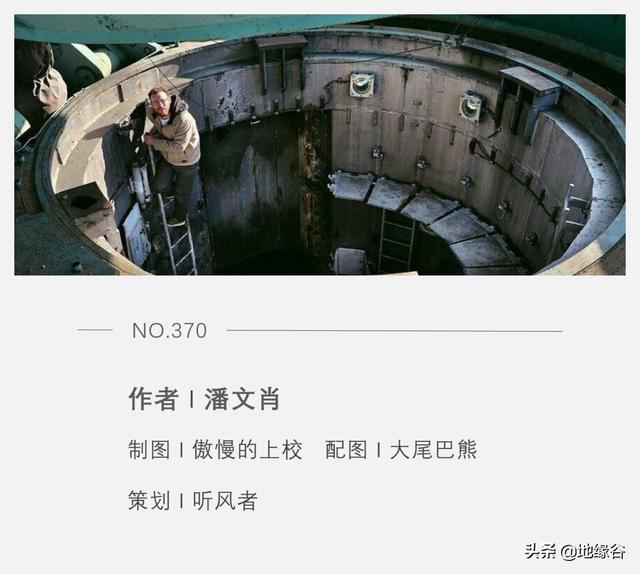 NO.370
作者 | 潘文肖
制图 | 傲慢的上校 配图 | 大尾巴熊
策划 | 听风者
头条 @地缘谷